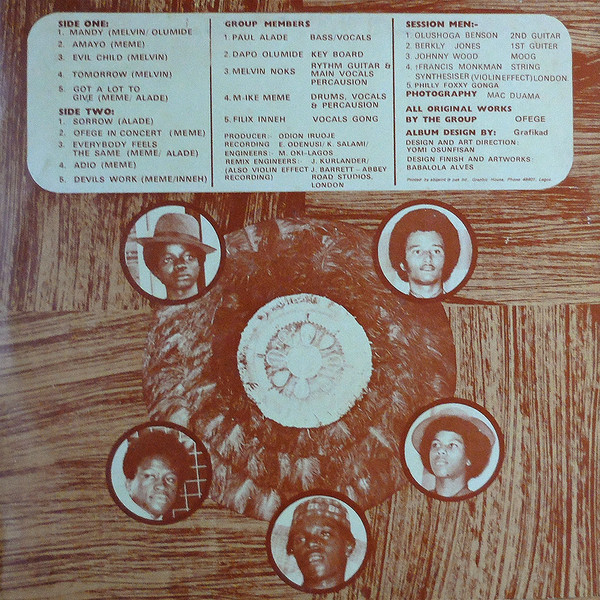 SIDE ONE:
1. MANDY (MELVIN/ OLUMIDE
2. AMAYO (MEME)
3. EVIL CHILD (MELVIN)
4. TOMORROW (MELVIN)
5. GOT A LOT TO
GIVE (MEME/ ALADE)
SIDE TWO:
1. SORROW (ALADE)
2. OFEGE IN CONCERT (MEME)
3. EVERYBODY FEELS
THE SAME (MEME/ ALADE)
4. ADIO (MEME)
5. DEVILS WORK (MEME/INNEH)
GROUP MEMBERS
1. PAUL ALADE BASS/VOCALS
2. DAPO OLUMIDE KEY BOARD
3. MELVIN NOKS RYTHM GUITAR &
MAIN VOCALS
PERCAUSION
4. M-IKE MEME DRUMS, VOCALS
& PERCAUSION
5. FILIX INNEH VOCALS GONG
PRODUCER:- ODION IRUOJE
RECORDING E. ODENUSI/ K. SALAMI/
ENGINEERS:- M. OKI-LAGOS
REMIX ENGINEERS:- J. KURLANDER/
(ALSO VIOLIN EFFECT J. BARRETT – ABBEY
RECORDING) ROAD STUDIOS,
LONDON
SESSION MEN:-
1. OLUSHOGA BENSON 2ND GUITAR
2. BERKLY JONES 1ST GUITER
3. JOHNNY WOOD MOOG
4. †FRANCIS MONKMAN STRING
SYNTHESISER (VIOLIN EFFECT) LONDON.
5. PHILLY FOXXY GONGA
PHOTOGRAPHY MAC DUAMA
ALL ORIGINAL WORKS
BY THE GROUP OFEGE
ALBUM DESIGN BY: Grafikad
DESIGN AND ART DIRECTION:
YOMI OSUNFISAN
DESIGN FINISH AND ARTWORKS:
BABALOLA ALVES
Printed by Graphic House, Phone Lagos.